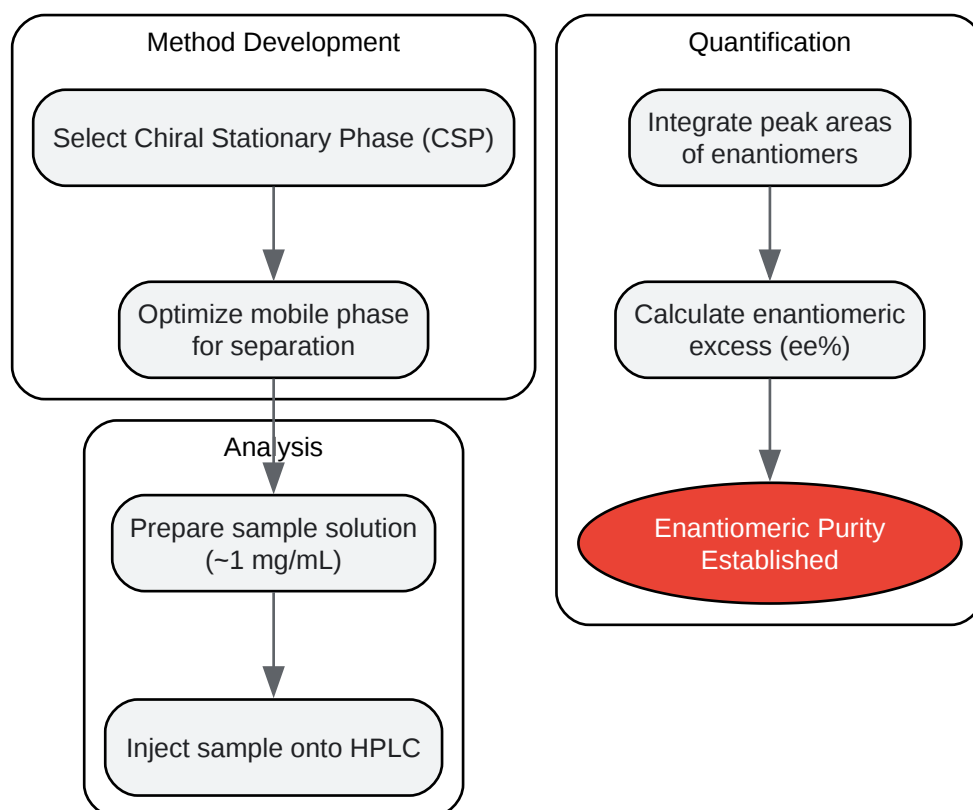 Method Development
Select Chiral Stationary Phase (CSP)
Optimize mobile phase
for separation
Analysis
Prepare sample solution
(~1 mg/mL)
Inject sample onto HPLC
Quantification
Integrate peak areas
of enantiomers
Calculate enantiomeric
excess (ee%)
Enantiomeric Purity
Established